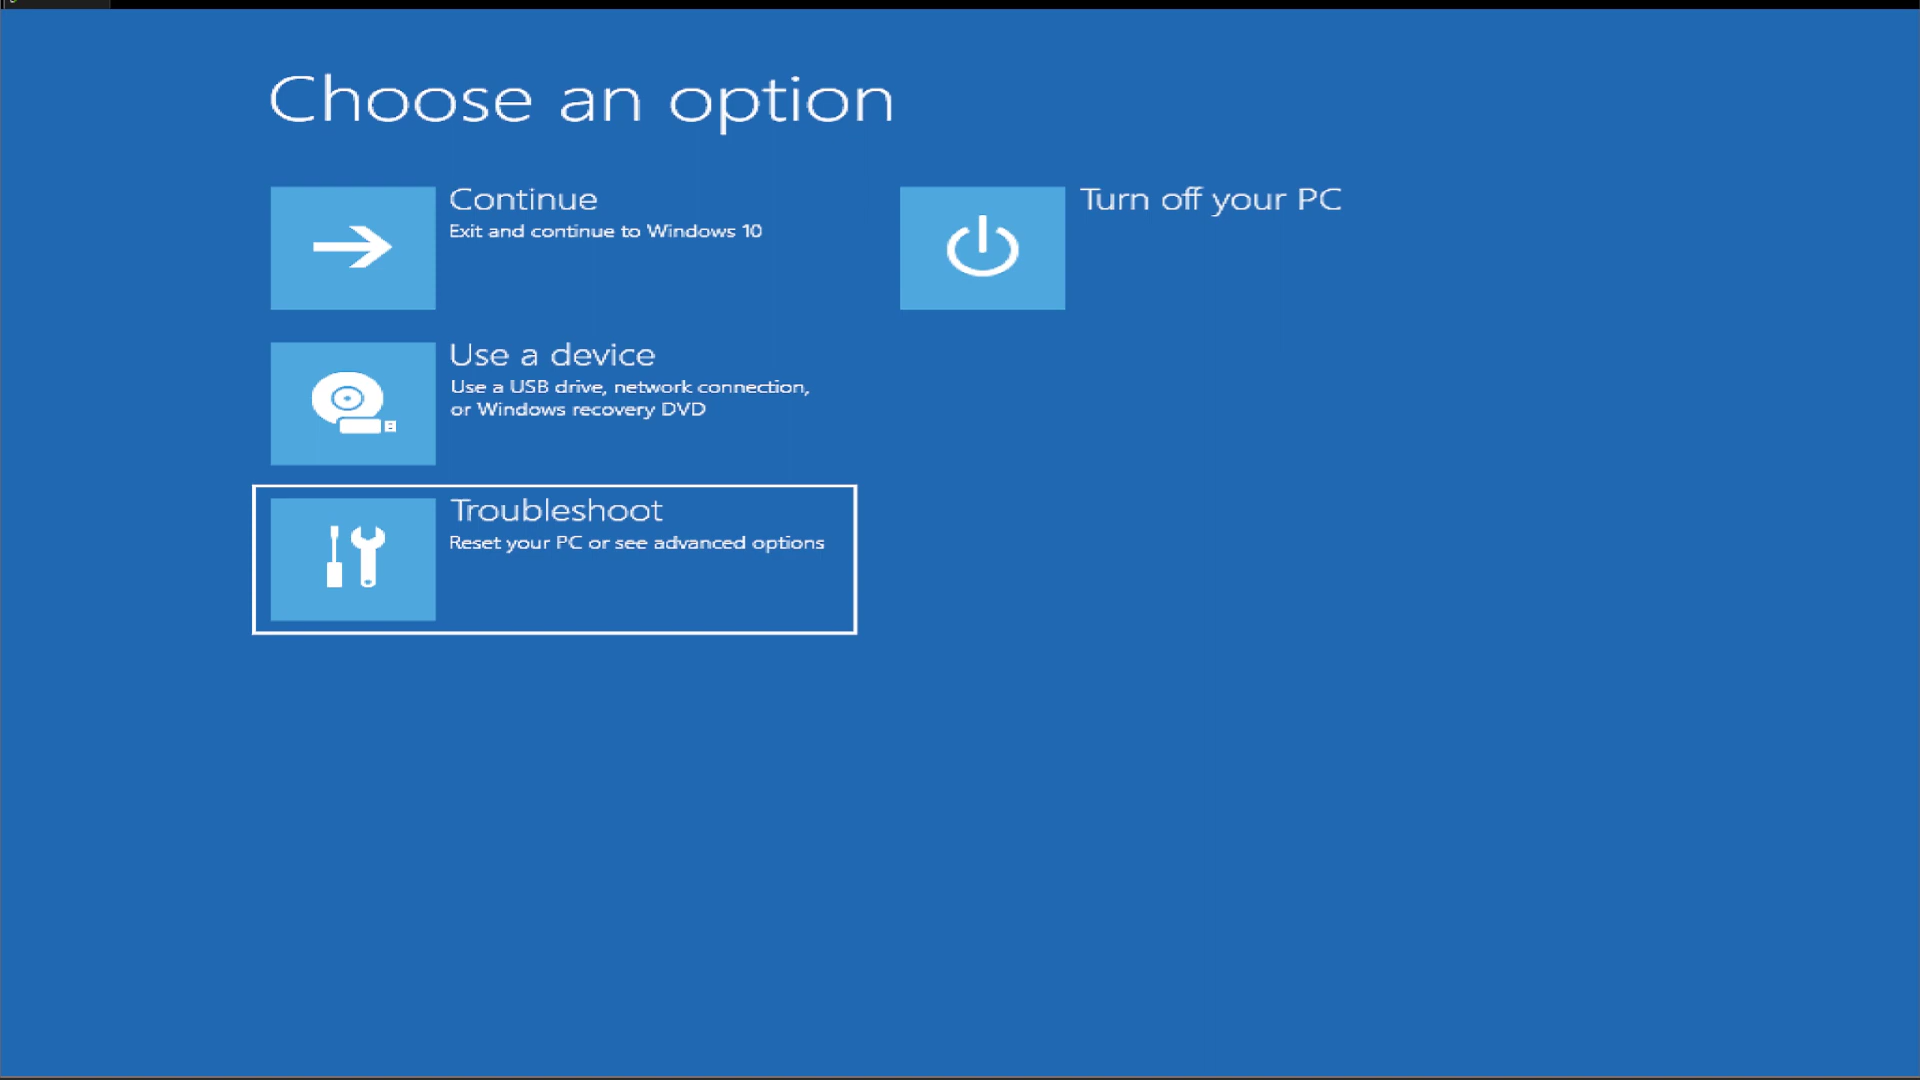 Choose an option
Continue
Exit and continue to Windows 10
Turn off your PC
Use a device
Use a USB drive, network connection,
or Windows recovery DVD
Troubleshoot
Reset your PC or see advanced options